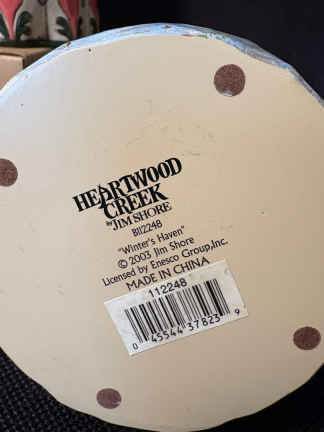 HEARTWOOD
CREEK
by JIM SHORE
B112248
"Winter's Haven"
© 2003 Jim Shore
Licensed by Enesco Group, Inc.
MADE IN CHINA
112248
0 45544 37823 9